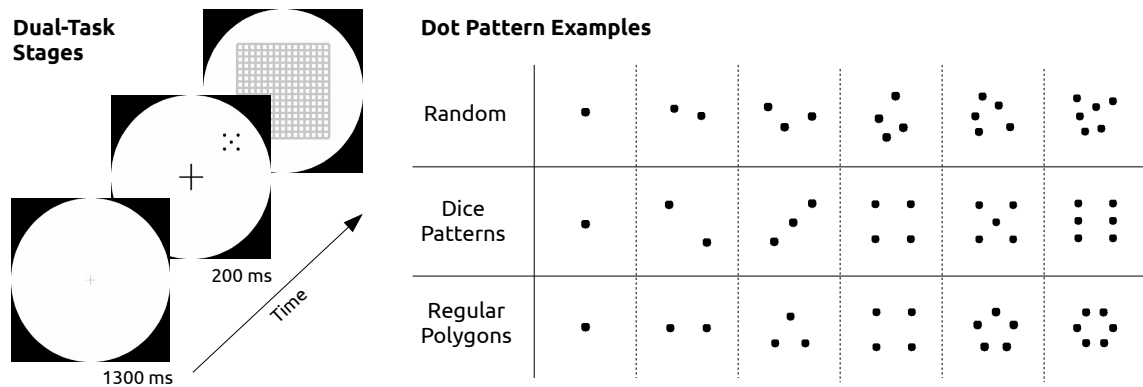 Dual-Task
Stages
200 ms
Time
1300 ms
Dot Pattern Examples
Random
Dice
Patterns
Regular
Polygons